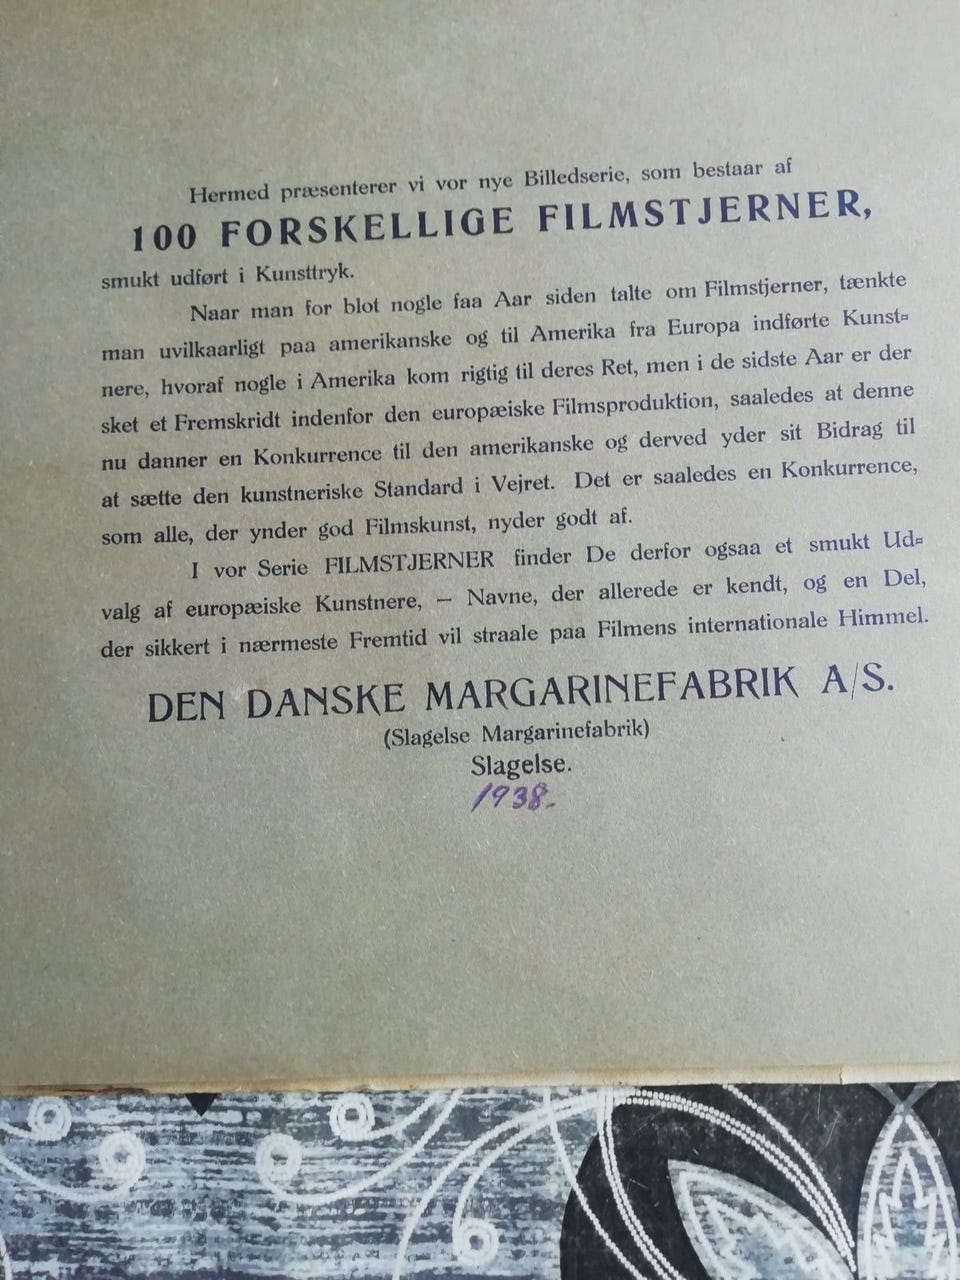 Hermed præsenterer vi vor nye Billedserie, som bestaar af
100 FORSKELLIGE FILMSTJERNER,
smukt udført i Kunsttryk.
Naar man for blot nogle faa Aar siden talte om Filmstjerner, tænkte
man uvilkaarligt paa amerikanske og til Amerika fra Europa indførte Kunst=
nere, hvoraf nogle i Amerika kom rigtig til deres Ret, men i de sidste Aar er der
sket et Fremskridt indenfor den europæiske Filmsproduktion, saaledes at denne
nu danner en Konkurrence til den amerikanske og derved yder sit Bidrag til
at sætte den kunstneriske Standard i Vejret. Det er saaledes en Konkurrence,
som alle, der ynder god Filmskunst, nyder godt af.
I vor Serie FILMSTJERNER finder De derfor ogsaa et smukt Ud=
valg af europæiske Kunstnere, — Navne, der allerede er kendt, og en Del,
der sikkert i nærmeste Fremtid vil straale paa Filmens internationale Himmel.
DEN DANSKE MARGARINEFABRIK A/S.
(Slagelse Margarinefabrik)
Slagelse.
1938.